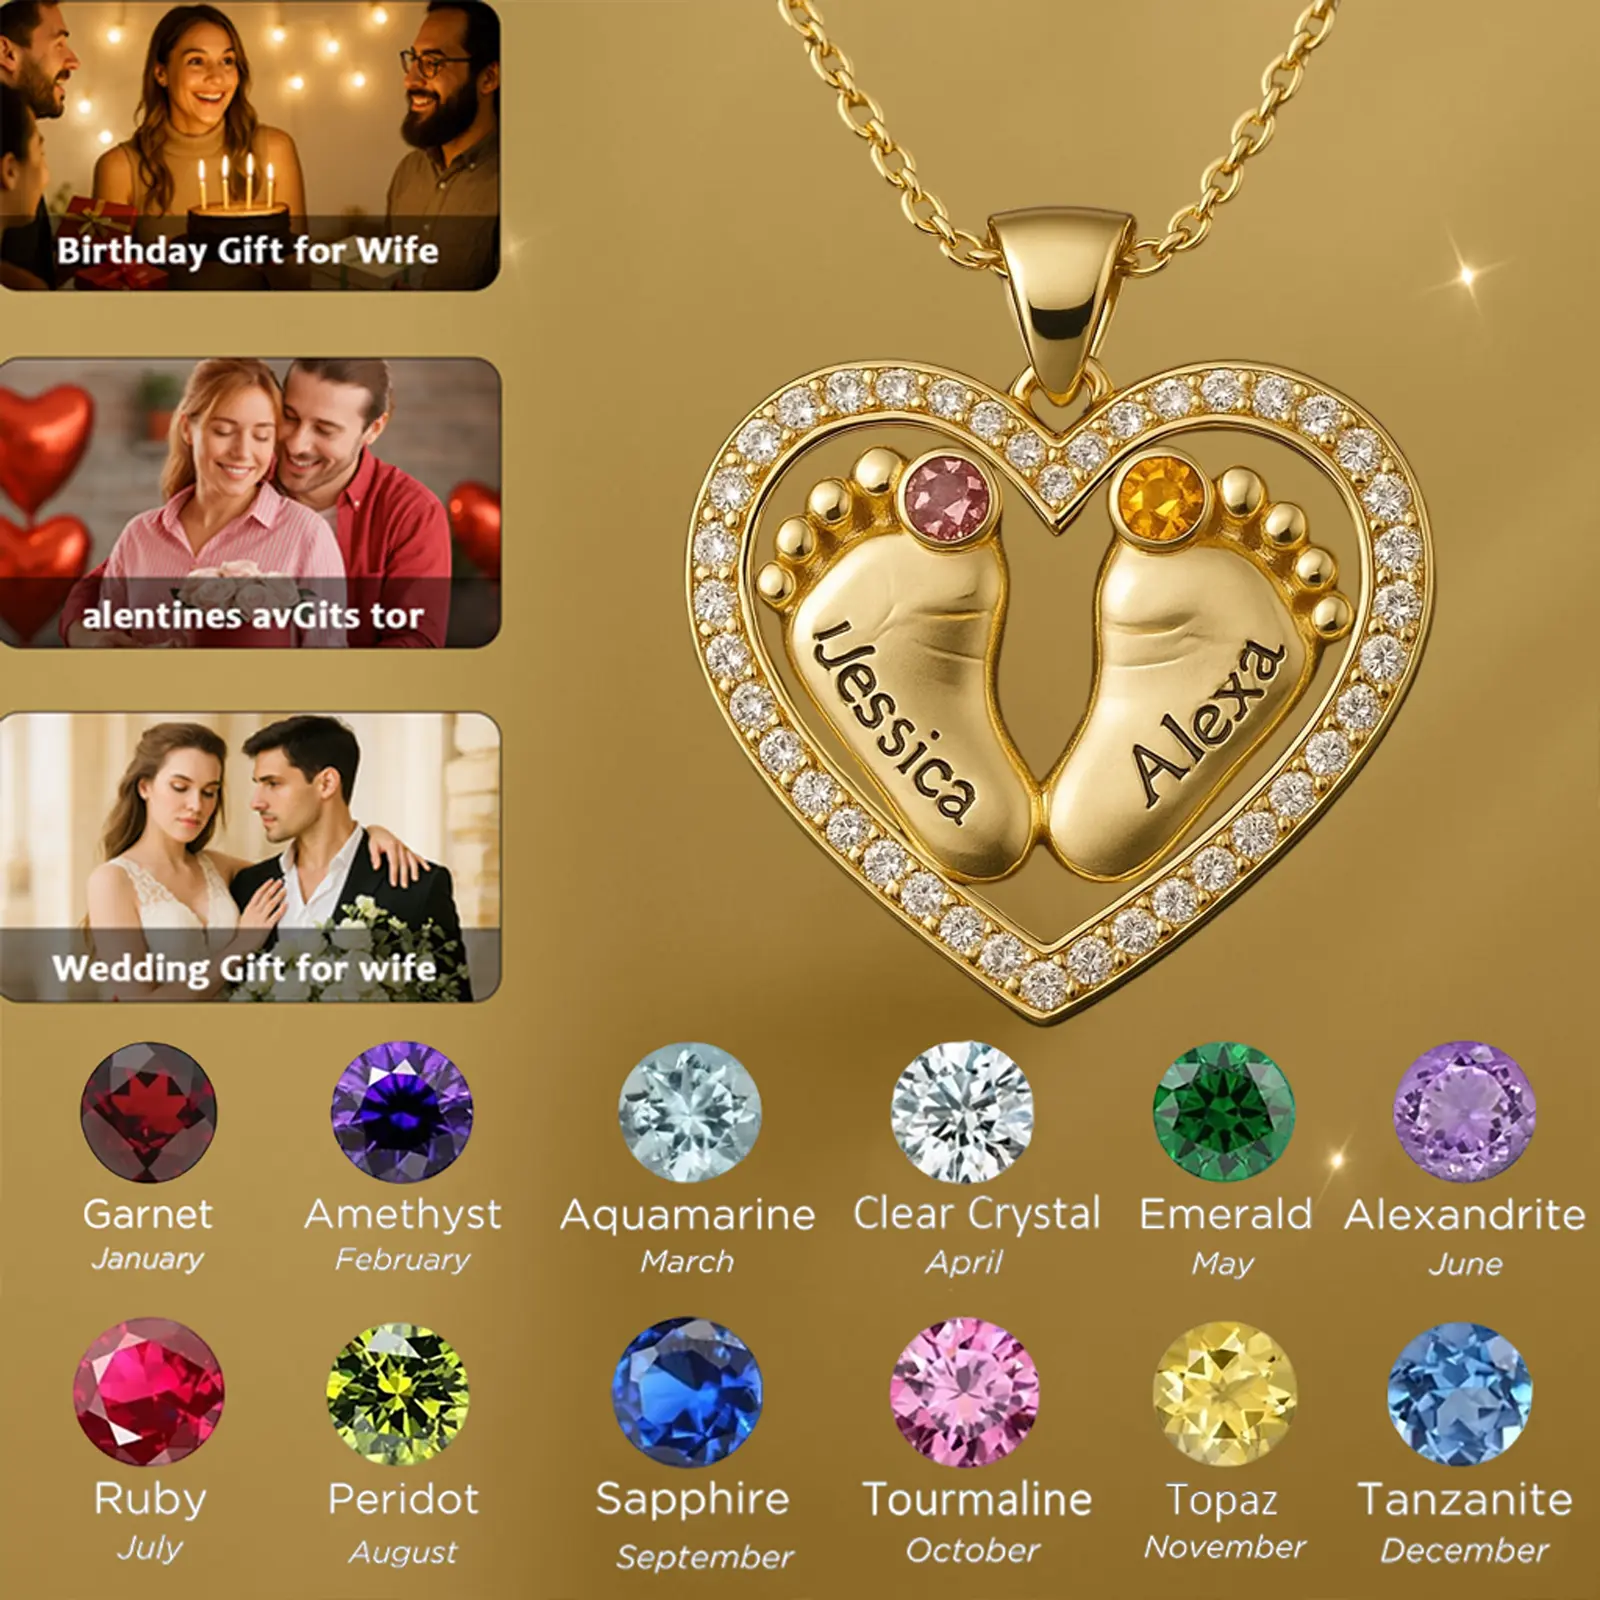 Birthday Gift for Wife
alentines avGits tor
Wedding Gift for wife
IJessica
Alexa
Garnet
January
Amethyst
February
Aquamarine
March
Clear Crystal
April
Emerald
May
Alexandrite
June
Ruby
July
Peridot
August
Sapphire
September
Tourmaline
October
Topaz
November
Tanzanite
December